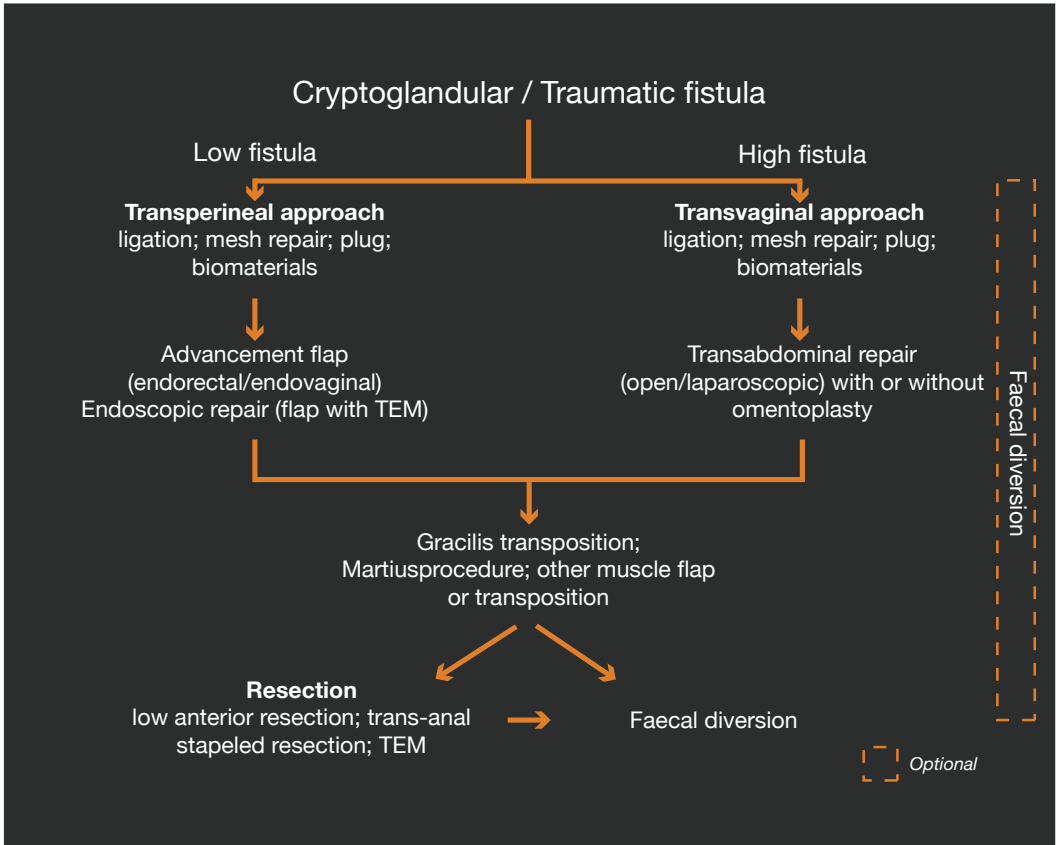 Cryptoglandular / Traumatic fistula
Low fistula
High fistula
Transperineal approach
ligation; mesh repair; plug;
biomaterials
Transvaginal approach
ligation; mesh repair; plug;
biomaterials
Advancement flap
(endorectal/endovaginal)
Endoscopic repair (flap with TEM)
Transabdominal repair
(open/laparoscopic) with or without
omentoplasty
Faecal diversion
Gracilis transposition;
Martiusprocedure; other muscle flap
or transposition
Resection
low anterior resection; trans-anal
stapeled resection; TEM
Faecal diversion
Optional